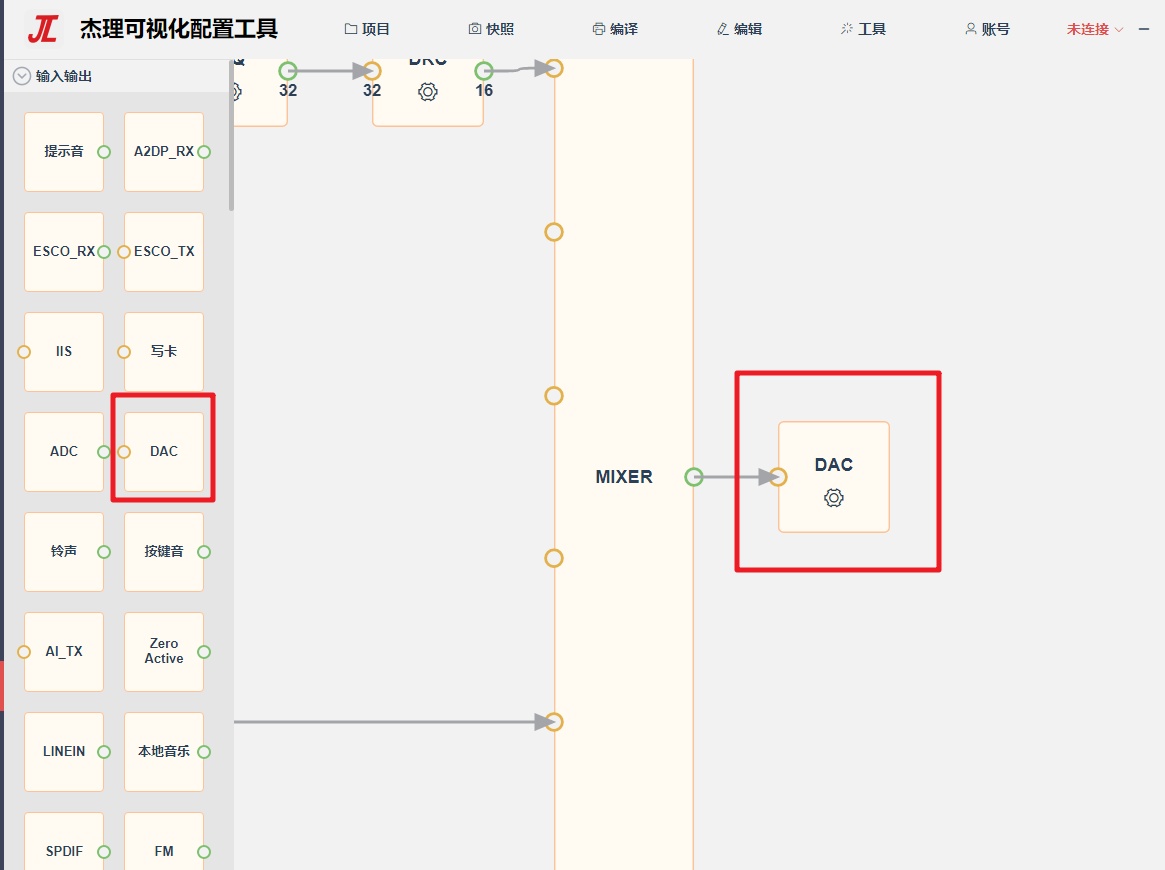 JL 杰理可视化配置工具 项目 快照 编译 编辑 工具 账号 未连接
输入输出
提示音 A2DP_RX
ESCO_RX ESCO_TX
IIS 写卡
ADC DAC
铃声 按键音
AI_TX Zero
Active
LINEIN 本地音乐
SPDIF FM
DRC
32 32 16
MIXER
DAC